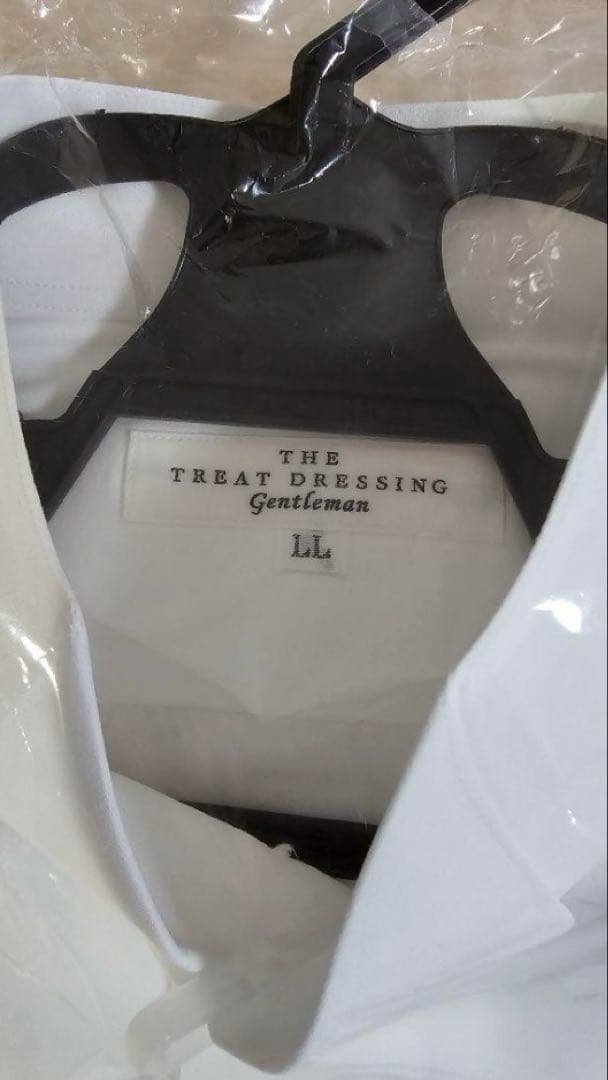 THE
TREAT DRESSING
Gentleman
LL